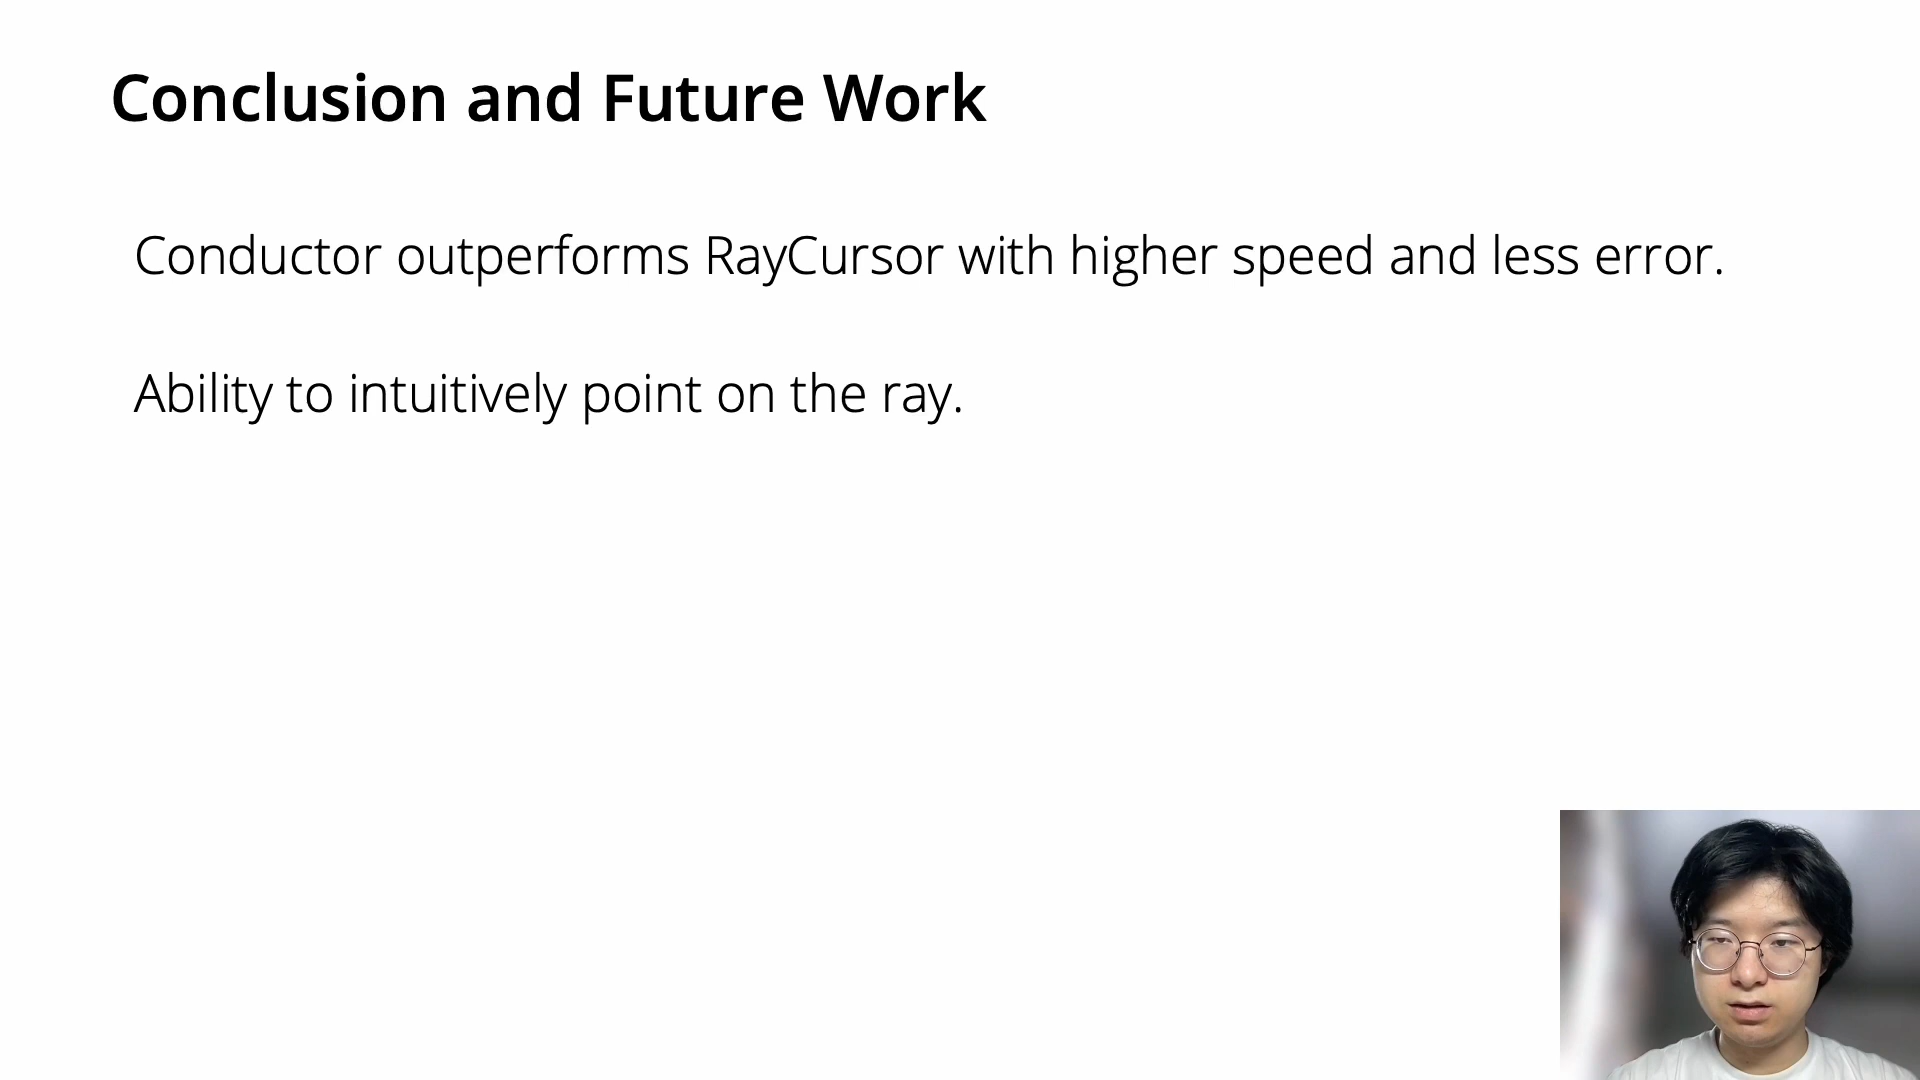 Conclusion and Future Work
Conductor outperforms RayCursor with higher speed and less error.
Ability to intuitively point on the ray.